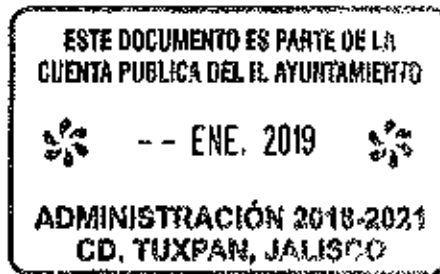 ESTE DOCUMENTO ES PARTE DE LA
CUENTA PUBLICA DEL H. AYUNTAMIENTO
-- ENE. 2019
ADMINISTRACIÓN 2018-2021
CD. TUXPAN, JALISCO